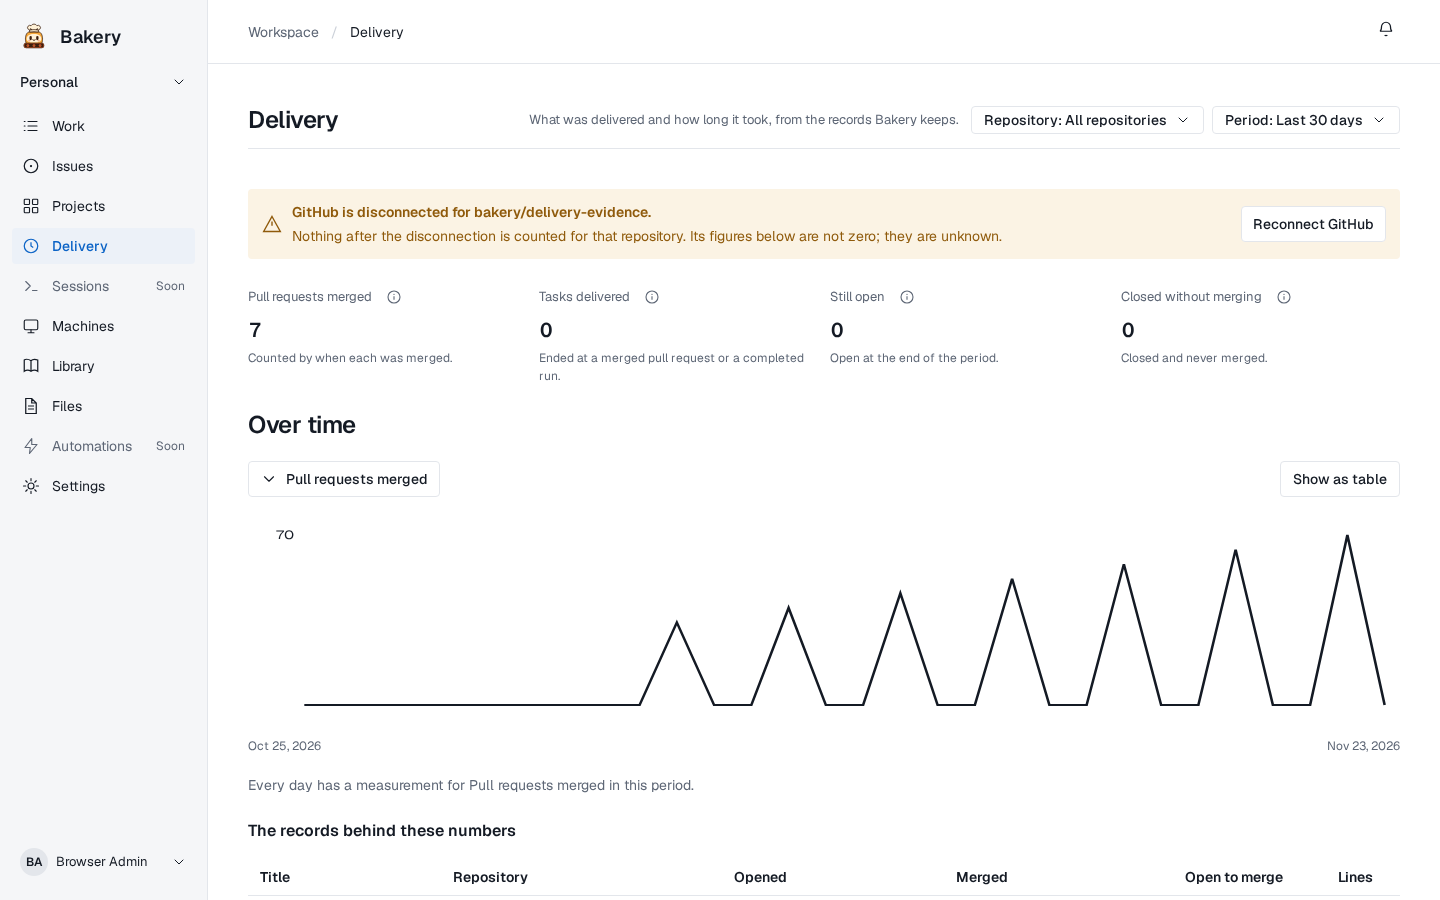 Bakery
Personal
Work
Issues
Projects
Delivery
Sessions Soon
Machines
Library
Files
Automations Soon
Settings
BA Browser Admin
Workspace / Delivery
Delivery
What was delivered and how long it took, from the records Bakery keeps.
Repository: All repositories
Period: Last 30 days
GitHub is disconnected for bakery/delivery-evidence.
Nothing after the disconnection is counted for that repository. Its figures below are not zero; they are unknown.
Reconnect GitHub
Pull requests merged
7
Counted by when each was merged.
Tasks delivered
0
Ended at a merged pull request or a completed
run.
Still open
0
Open at the end of the period.
Closed without merging
0
Closed and never merged.
Over time
Pull requests merged
Show as table
70
Oct 25, 2026 Nov 23, 2026
Every day has a measurement for Pull requests merged in this period.
The records behind these numbers
Title Repository Opened Merged Open to merge Lines